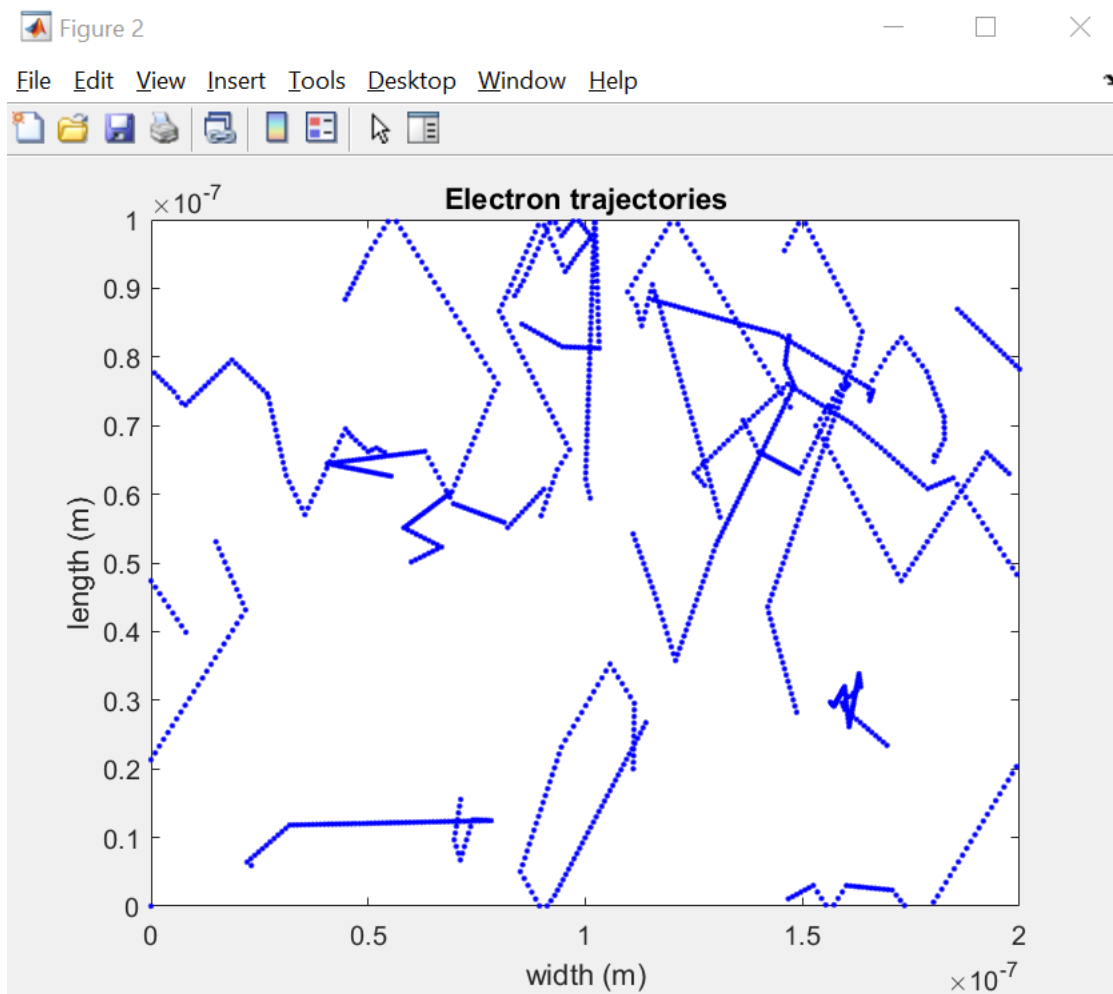 Figure 2
File Edit View Insert Tools Desktop Window Help
×10⁻⁷
Electron trajectories
1
0.9
0.8
0.7
0.6
0.5
0.4
0.3
0.2
0.1
0
length (m)
0 0.5 1 1.5 2
width (m)
×10⁻⁷